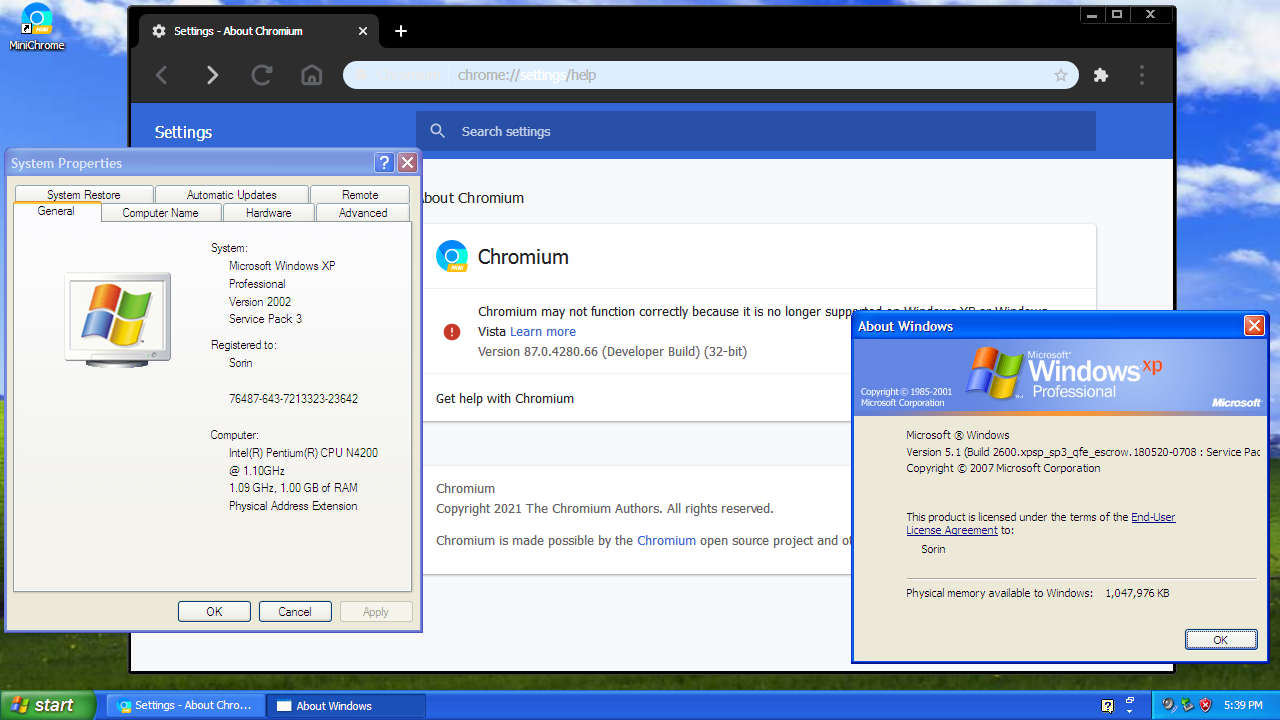 MiniChrome
Settings - About Chromium
chrome://settings/help
Settings
Search settings
About Chromium
Chromium
MINI
Chromium may not function correctly because it is no longer supported on Windows XP or Windows
Vista Learn more
Version 87.0.4280.66 (Developer Build) (32-bit)
Get help with Chromium
Chromium
Copyright 2021 The Chromium Authors. All rights reserved.
Chromium is made possible by the Chromium open source project and ot
System Properties
System Restore Automatic Updates Remote
General Computer Name Hardware Advanced
System:
Microsoft Windows XP
Professional
Version 2002
Service Pack 3
Registered to:
Sorin
76487-643-7213323-23642
Computer:
Intel(R) Pentium(R) CPU N4200
@ 1.10GHz
1.09 GHz, 1.00 GB of RAM
Physical Address Extension
OK Cancel Apply
About Windows
Microsoft®
Windows xp
Professional
Copyright © 1985-2001
Microsoft Corporation
Microsoft
Microsoft ® Windows
Version 5.1 (Build 2600.xpsp_sp3_qfe_escrow.180520-0708 : Service Pac
Copyright © 2007 Microsoft Corporation
This product is licensed under the terms of the End-User
License Agreement to:
Sorin
Physical memory available to Windows: 1,047,976 KB
OK
start
Settings - About Chro...
About Windows
5:39 PM